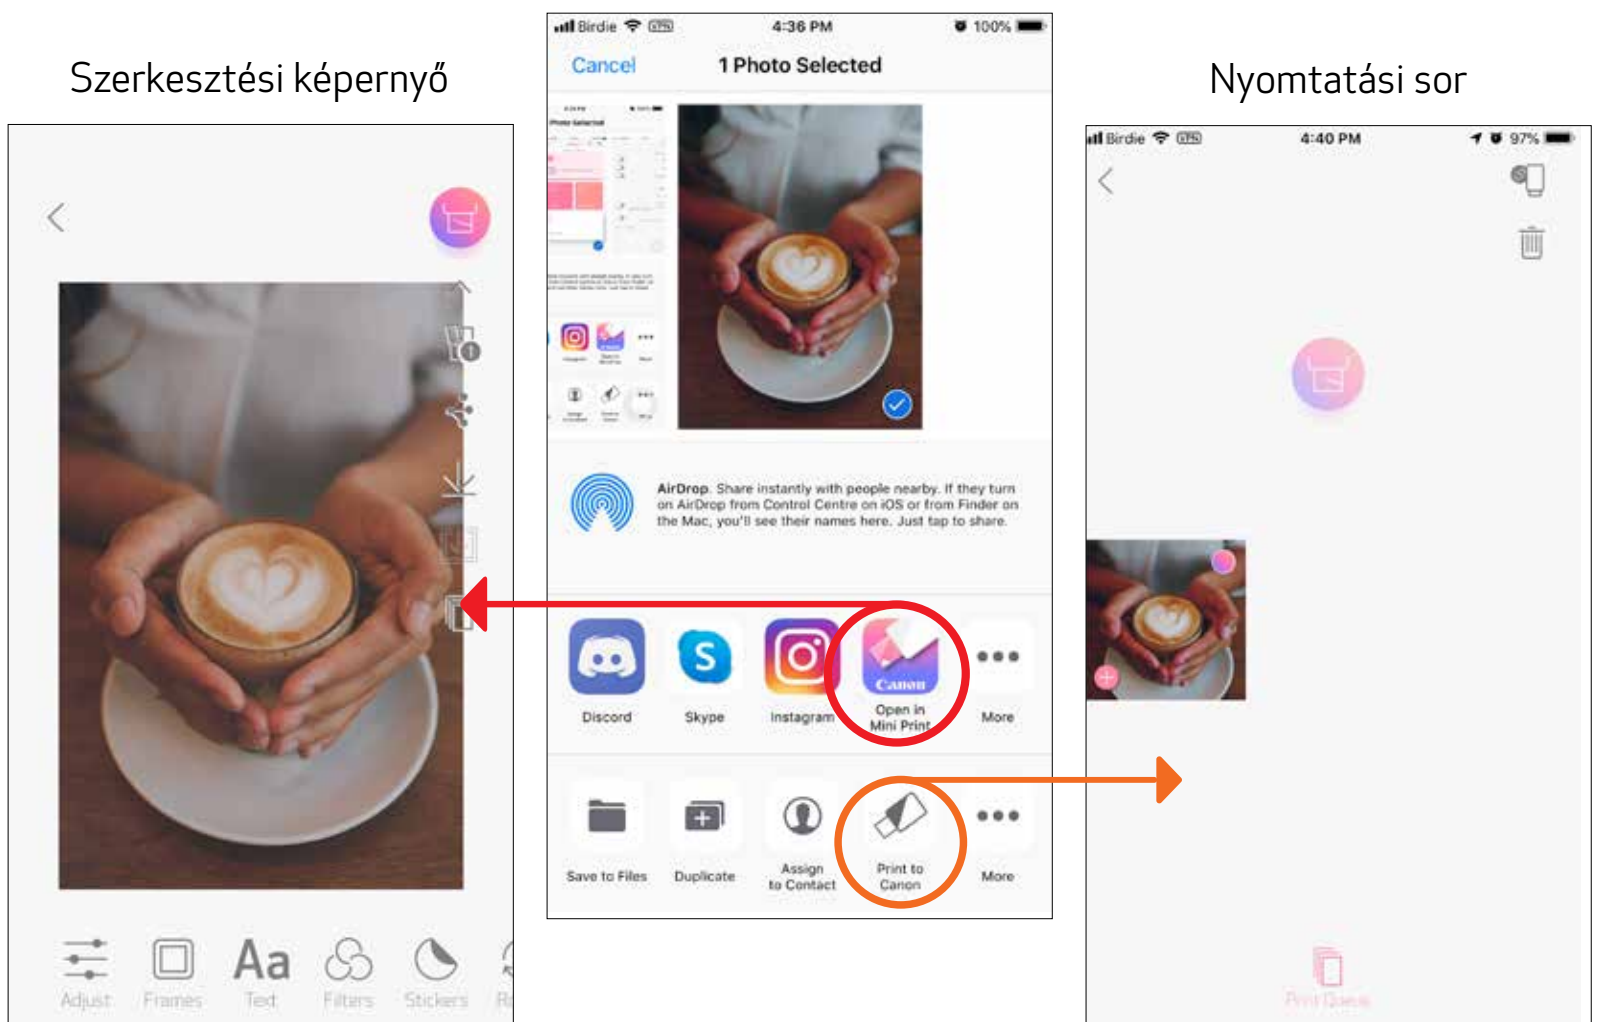 Szerkesztési képernyő
Adjust
Frames
Text
Aa
Filters
Stickers
Birdie
VPN
4:36 PM
100%
Cancel
1 Photo Selected
AirDrop. Share instantly with people nearby. If they turn
on AirDrop from Control Centre on iOS or from Finder on
the Mac, you'll see their names here. Just tap to share.
Discord
Skype
Instagram
Canon
Open in
Mini Print
More
Save to Files
Duplicate
Assign
to Contact
Print to
Canon
More
Nyomtatási sor
Birdie
VPN
4:40 PM
97%
Print Queue